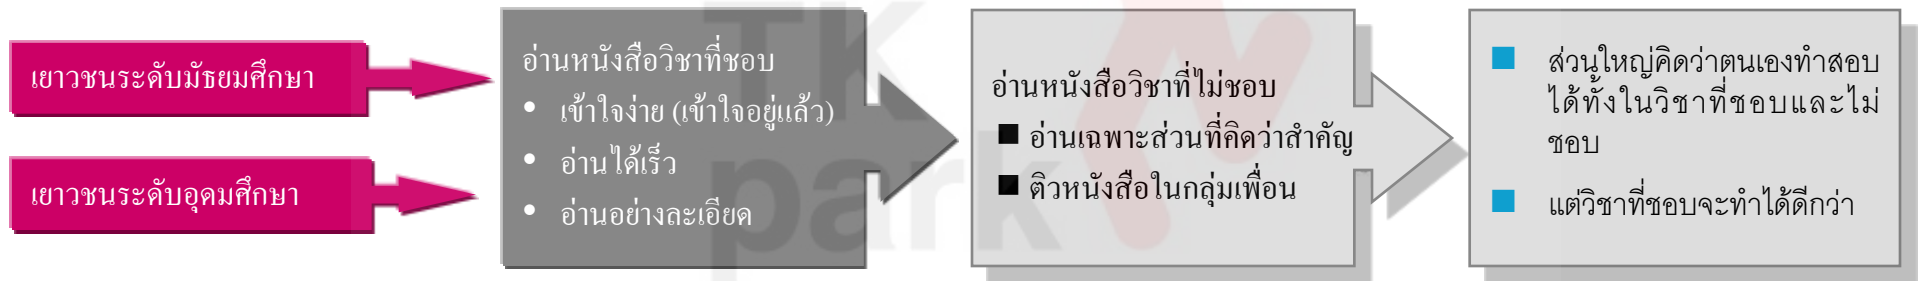 เยาวชนระดับมัธยมศึกษา
เยาวชนระดับอุดมศึกษา
อ่านหนังสือวิชาที่ชอบ
• เข้าใจง่าย (เข้าใจอยู่แล้ว)
• อ่านได้เร็ว
• อ่านอย่างละเอียด
อ่านหนังสือวิชาที่ไม่ชอบ
■ อ่านเฉพาะส่วนที่คิดว่าสำคัญ
■ ติวหนังสือในกลุ่มเพื่อน
■ ส่วนใหญ่คิดว่าตนเองทำสอบ
ได้ทั้งในวิชาที่ชอบและไม่
ชอบ
■ แต่วิชาที่ชอบจะทำได้ดีกว่า
TK
park